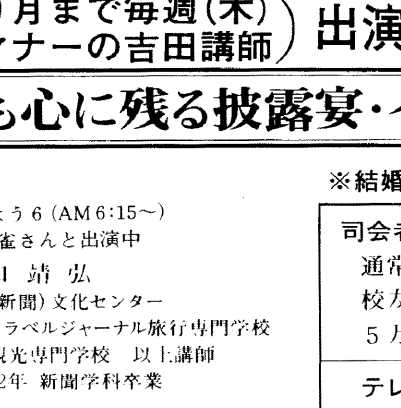 月まで毎週(木)
ナーの吉田講師)
出演
心に残る披露宴・
※結婚
う6(AM6:15〜)
雀さんと出演中
靖 弘
新聞)文化センター
ラベルジャーナル旅行専門学校
観光専門学校 以上講師
2年 新聞学科卒業
司会者
通常
校友
5月
テレ